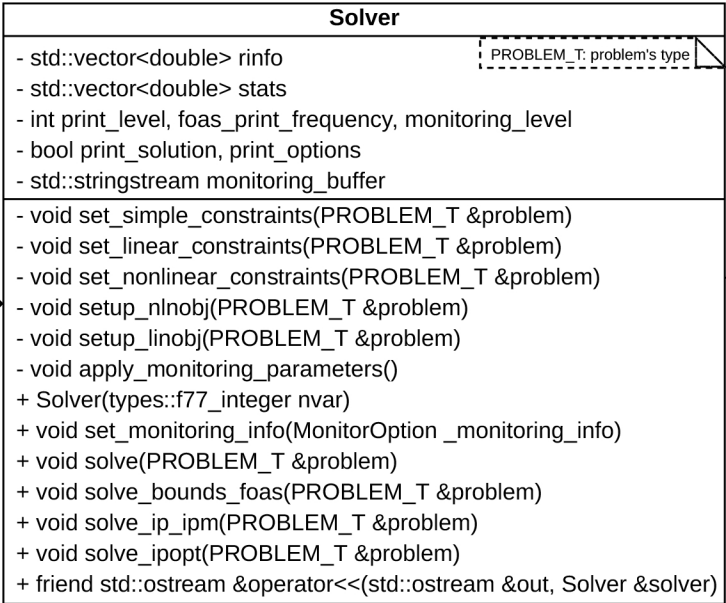 Solver
PROBLEM_T: problem's type
- std::vector<double> rinfo
- std::vector<double> stats
- int print_level, foas_print_frequency, monitoring_level
- bool print_solution, print_options
- std::stringstream monitoring_buffer
- void set_simple_constraints(PROBLEM_T &problem)
- void set_linear_constraints(PROBLEM_T &problem)
- void set_nonlinear_constraints(PROBLEM_T &problem)
- void setup_nlnobj(PROBLEM_T &problem)
- void setup_linobj(PROBLEM_T &problem)
- void apply_monitoring_parameters()
+ Solver(types::f77_integer nvar)
+ void set_monitoring_info(MonitorOption _monitoring_info)
+ void solve(PROBLEM_T &problem)
+ void solve_bounds_foas(PROBLEM_T &problem)
+ void solve_ip_ipm(PROBLEM_T &problem)
+ void solve_ipopt(PROBLEM_T &problem)
+ friend std::ostream &operator<<(std::ostream &out, Solver &solver)